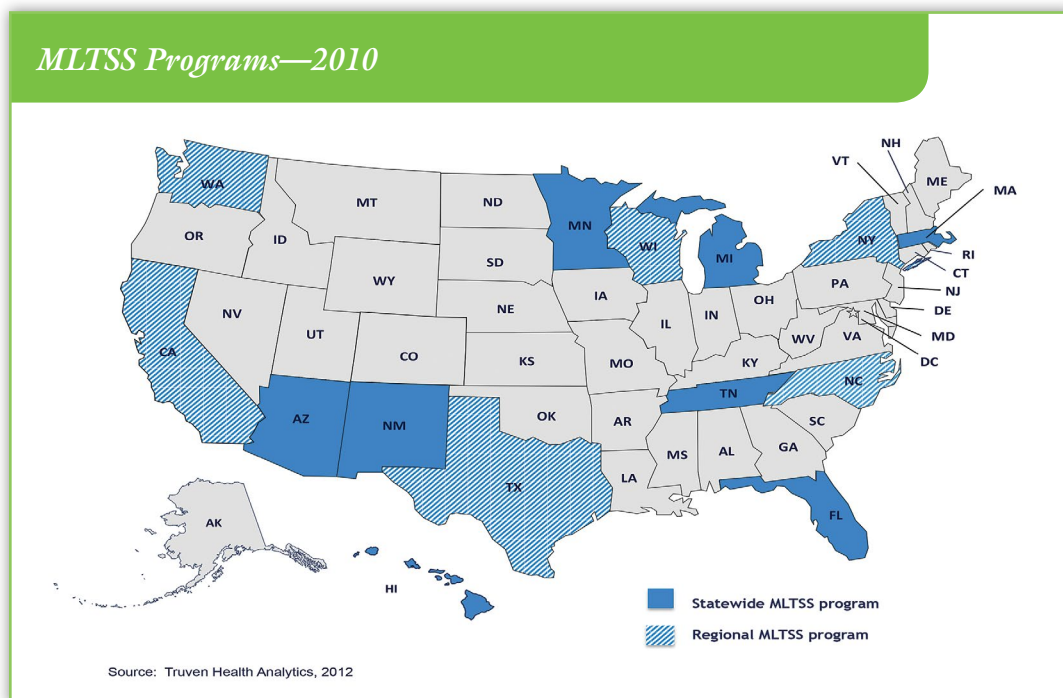 MLTSS Programs—2010
NH
VT
ME
WA
MA
MT
ND
MN
OR
ID
WI
NY
SD
MI
RI
WY
CT
PA
NJ
IA
NE
OH
NV
IL
IN
DE
UT
MD
WV
VA
CA
CO
KS
MO
KY
DC
NC
TN
AZ
NM
OK
AR
SC
MS
AL
GA
LA
TX
FL
AK
HI
Statewide MLTSS program
Regional MLTSS program
Source: Truven Health Analytics, 2012